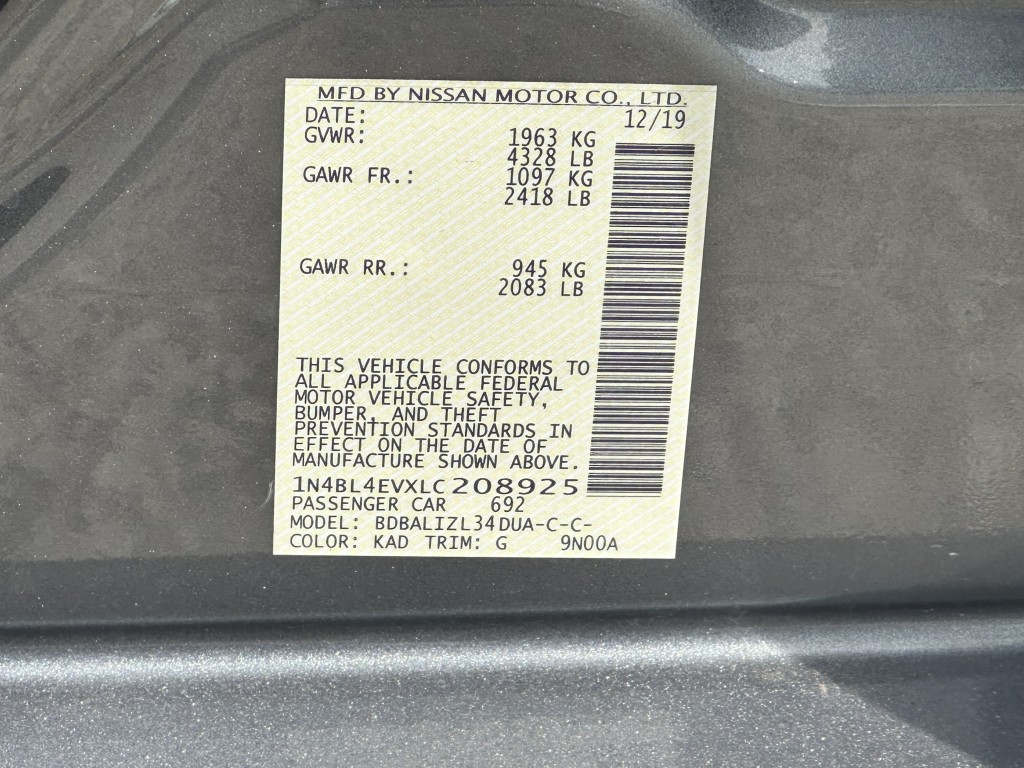 MFD BY NISSAN MOTOR CO., LTD.
DATE: 12/19
GVWR: 1963 KG
4328 LB
GAWR FR.: 1097 KG
2418 LB
GAWR RR.: 945 KG
2083 LB
THIS VEHICLE CONFORMS TO
ALL APPLICABLE FEDERAL
MOTOR VEHICLE SAFETY,
BUMPER, AND THEFT
PREVENTION STANDARDS IN
EFFECT ON THE DATE OF
MANUFACTURE SHOWN ABOVE.
1N4BL4EVXLC208925
PASSENGER CAR 692
MODEL: BDBALIZL34DUA-C-C-
COLOR: KAD TRIM: G 9N00A